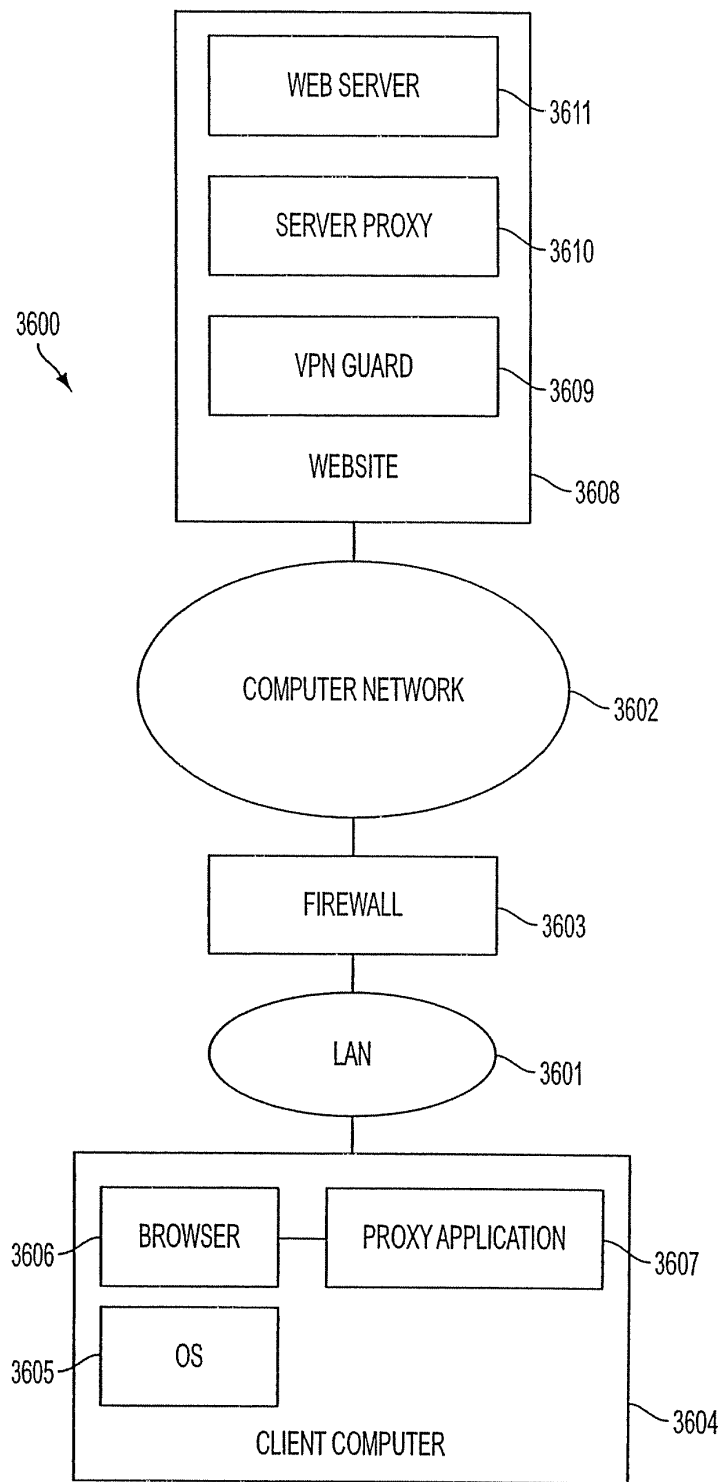 WEB SERVER
3611
SERVER PROXY
3610
3600
VPN GUARD
3609
WEBSITE
3608
COMPUTER NETWORK
3602
FIREWALL
3603
LAN
3601
3606
BROWSER
PROXY APPLICATION
3607
3605
OS
3604
CLIENT COMPUTER